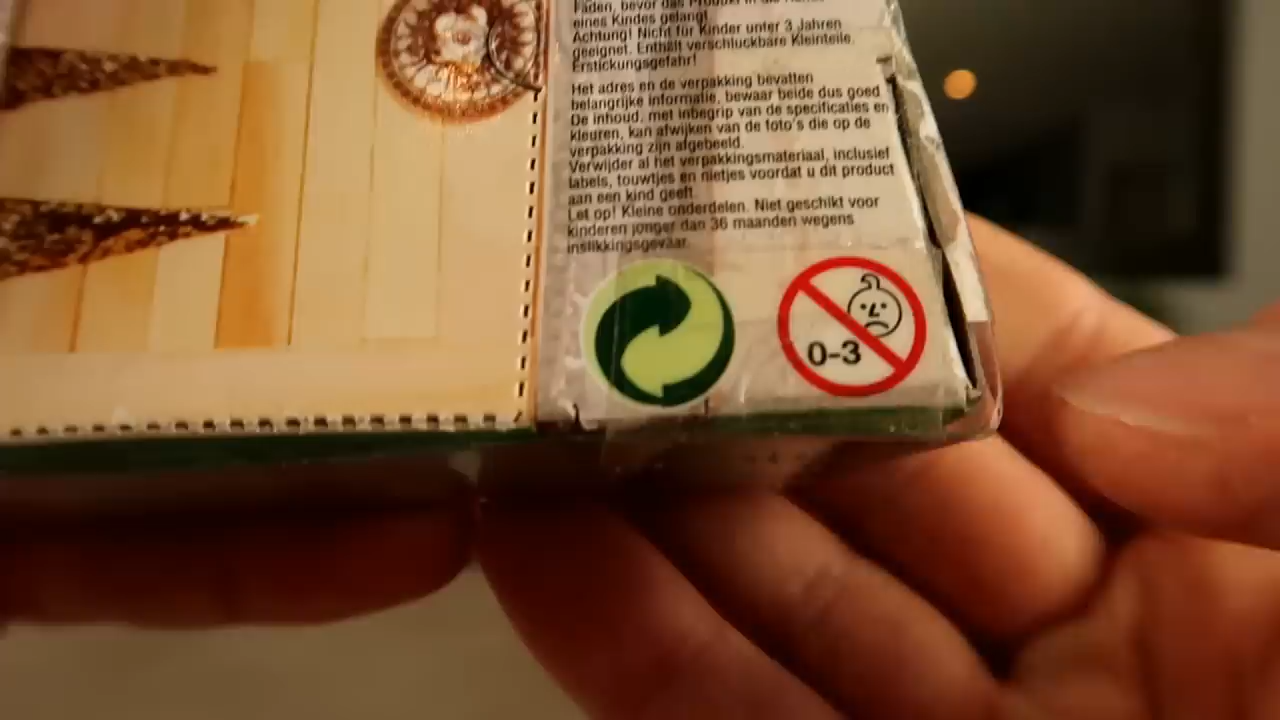 Fäden, bevor das Produkt in die Hände
eines Kindes gelangt
Achtung! Nicht für Kinder unter 3 Jahren
geeignet. Enthält verschluckbare Kleinteile.
Erstickungsgefahr!
Het adres en de verpakking bevatten
belangrijke informatie, bewaar beide dus goed
De inhoud, met inbegrip van de specificaties en
kleuren, kan afwijken van de foto's die op de
verpakking zijn afgebeeld.
Verwijder al het verpakkingsmateriaal, inclusief
labels, touwtjes en nietjes voordat u dit product
aan een kind geeft.
Let op! Kleine onderdelen. Niet geschikt voor
kinderen jonger dan 36 maanden wegens
inslikkingsgevaar.
0-3